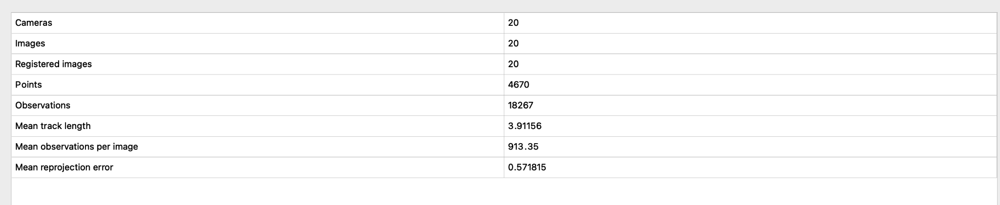 Cameras 20
Images 20
Registered images 20
Points 4670
Observations 18267
Mean track length 3.91156
Mean observations per image 913.35
Mean reprojection error 0.571815